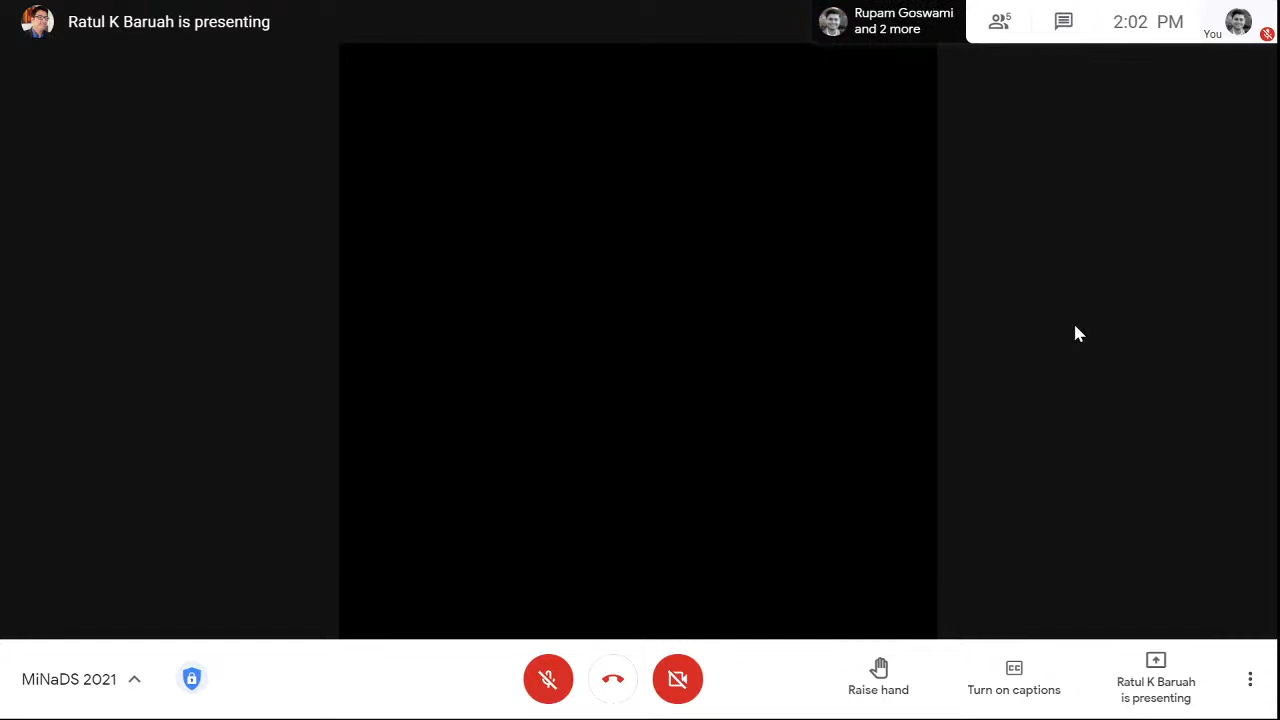 Ratul K Baruah is presenting
Rupam Goswami
and 2 more
5
2:02 PM
You
MiNaDS 2021
Raise hand
CC
Turn on captions
Ratul K Baruah
is presenting